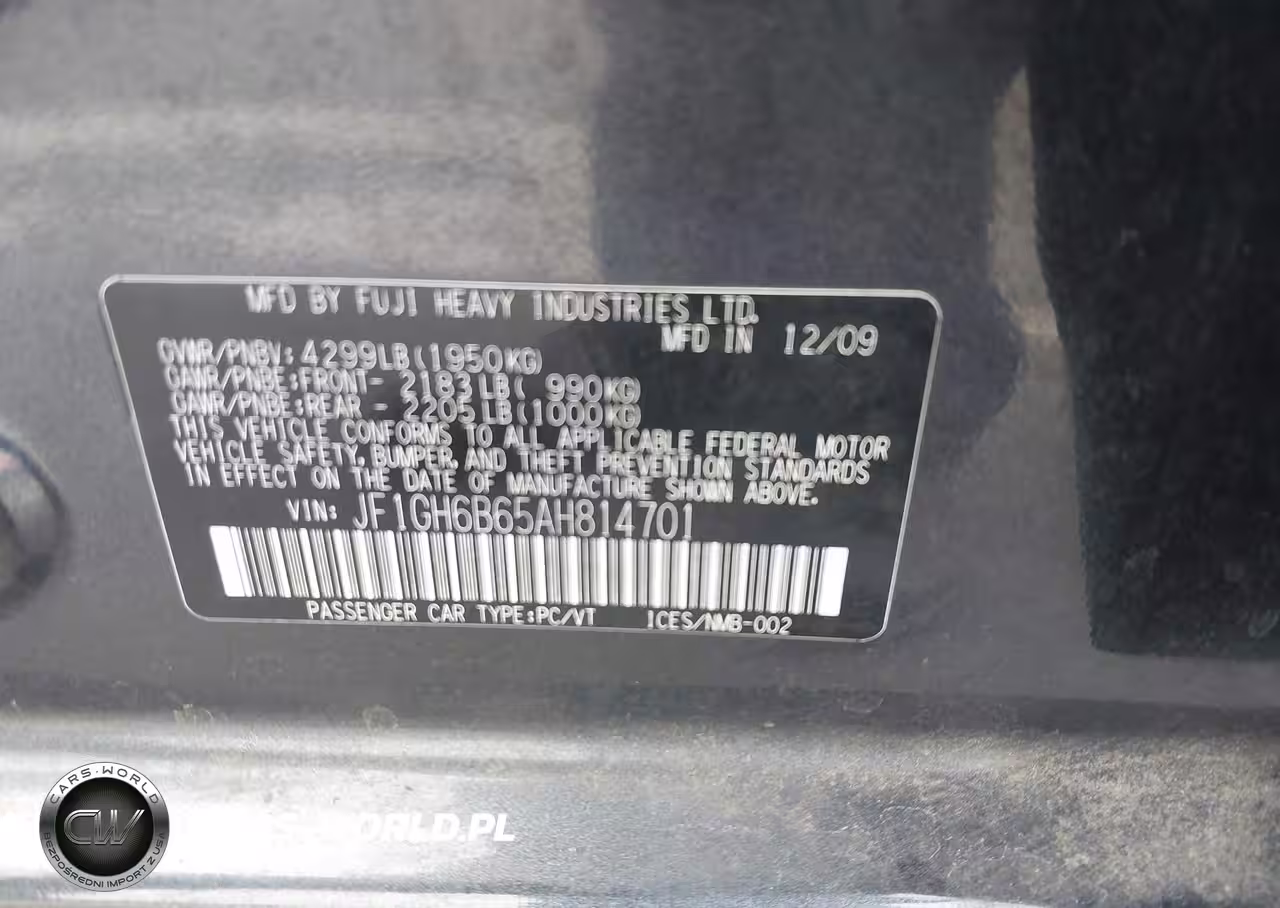 MFD BY FUJI HEAVY INDUSTRIES LTD.
MFD IN 12/09
GVWR/PNBV: 4299LB(1950KG)
GAWR/PNBE:FRONT- 2183LB( 990KG)
GAWR/PNBE:REAR - 2205LB(1000KG)
THIS VEHICLE CONFORMS TO ALL APPLICABLE FEDERAL MOTOR
VEHICLE SAFETY, BUMPER, AND THEFT PREVENTION STANDARDS
IN EFFECT ON THE DATE OF MANUFACTURE SHOWN ABOVE.
VIN: JF1GH6B65AH814701
PASSENGER CAR TYPE:PC/VT ICES/NMB-002
CARS-WORLD
CW
BEZPOŚREDNI IMPORT Z USA
WORLD.PL